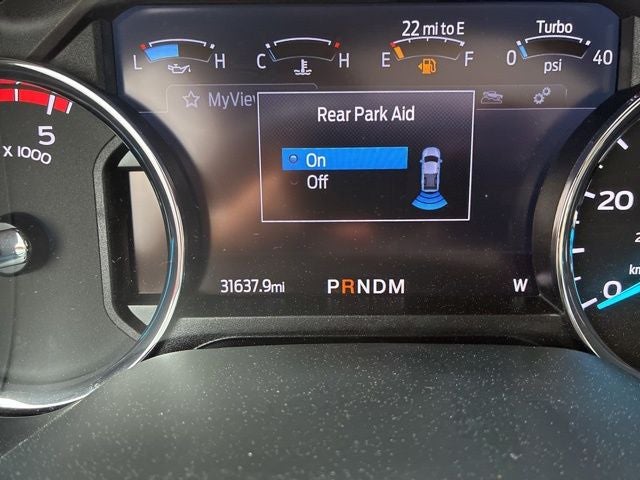 22 mi to E
Turbo
L H C H E F 0 40
psi
MyView
Rear Park Aid
On
Off
5
x 1000
20
0
31637.9mi
PRNDM
W